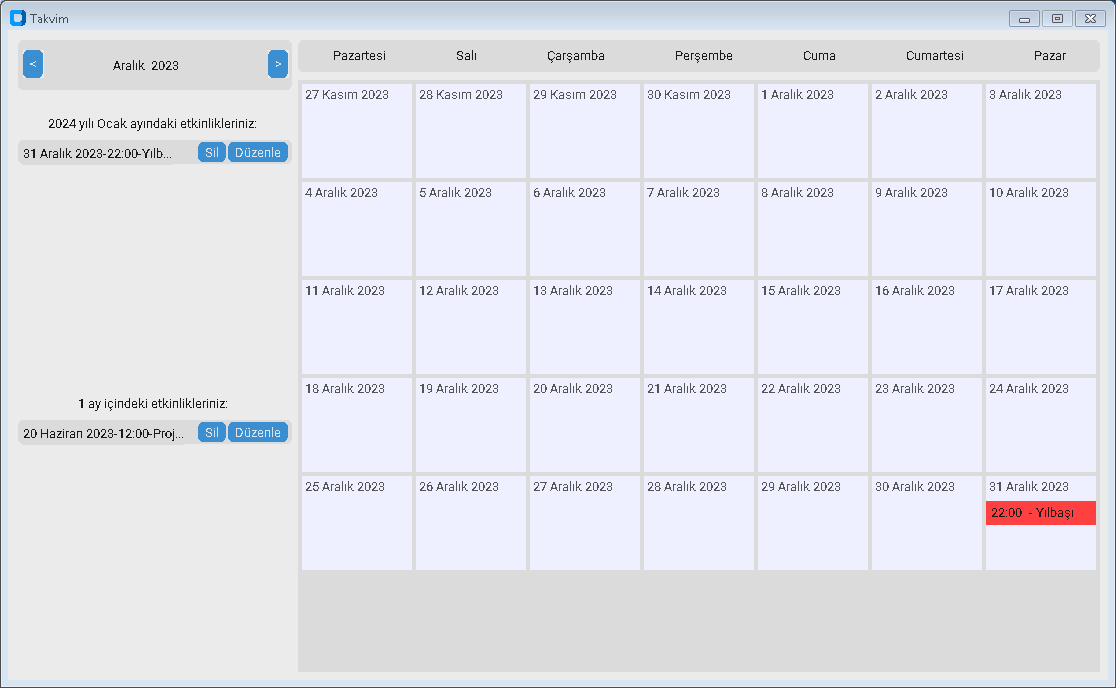 Takvim
<
Aralık 2023
>
2024 yılı Ocak ayındaki etkinlikleriniz:
31 Aralık 2023-22:00-Yılb... Sil Düzenle
1 ay içindeki etkinlikleriniz:
20 Haziran 2023-12:00-Proj... Sil Düzenle
Pazartesi Salı Çarşamba Perşembe Cuma Cumartesi Pazar
27 Kasım 2023 28 Kasım 2023 29 Kasım 2023 30 Kasım 2023 1 Aralık 2023 2 Aralık 2023 3 Aralık 2023
4 Aralık 2023 5 Aralık 2023 6 Aralık 2023 7 Aralık 2023 8 Aralık 2023 9 Aralık 2023 10 Aralık 2023
11 Aralık 2023 12 Aralık 2023 13 Aralık 2023 14 Aralık 2023 15 Aralık 2023 16 Aralık 2023 17 Aralık 2023
18 Aralık 2023 19 Aralık 2023 20 Aralık 2023 21 Aralık 2023 22 Aralık 2023 23 Aralık 2023 24 Aralık 2023
25 Aralık 2023 26 Aralık 2023 27 Aralık 2023 28 Aralık 2023 29 Aralık 2023 30 Aralık 2023 31 Aralık 2023
22:00 - Yılbaşı